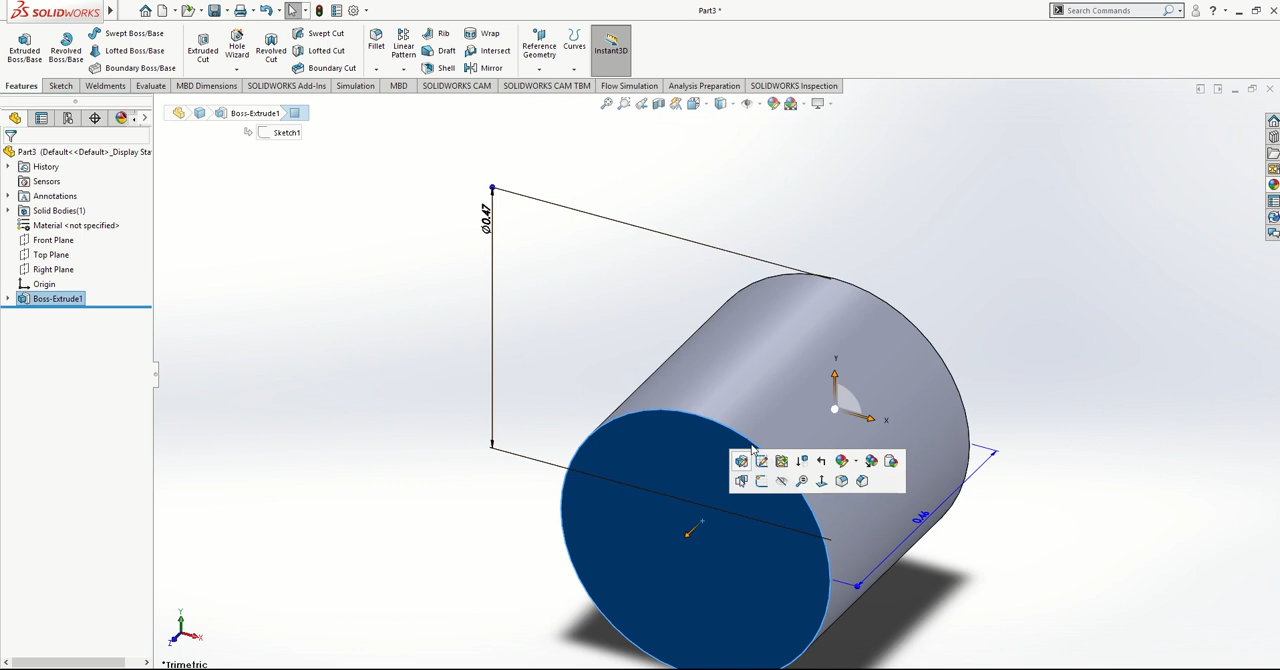 SOLIDWORKS
Part3 *
Search Commands
Extruded Boss/Base
Revolved Boss/Base
Swept Boss/Base
Lofted Boss/Base
Boundary Boss/Base
Extruded Cut
Hole Wizard
Revolved Cut
Swept Cut
Lofted Cut
Boundary Cut
Fillet
Linear Pattern
Rib
Draft
Shell
Wrap
Intersect
Mirror
Reference Geometry
Curves
Instant3D
Features Sketch Weldments Evaluate MBD Dimensions SOLIDWORKS Add-Ins Simulation MBD SOLIDWORKS CAM SOLIDWORKS CAM TBM Flow Simulation Analysis Preparation SOLIDWORKS Inspection
Boss-Extrude1
Sketch1
Part3 (Default<<Default>_Display Sta
History
Sensors
Annotations
Solid Bodies(1)
Material <not specified>
Front Plane
Top Plane
Right Plane
Origin
Boss-Extrude1
∅0.47
Y
X
0.46
Y
X
Z
*Trimetric